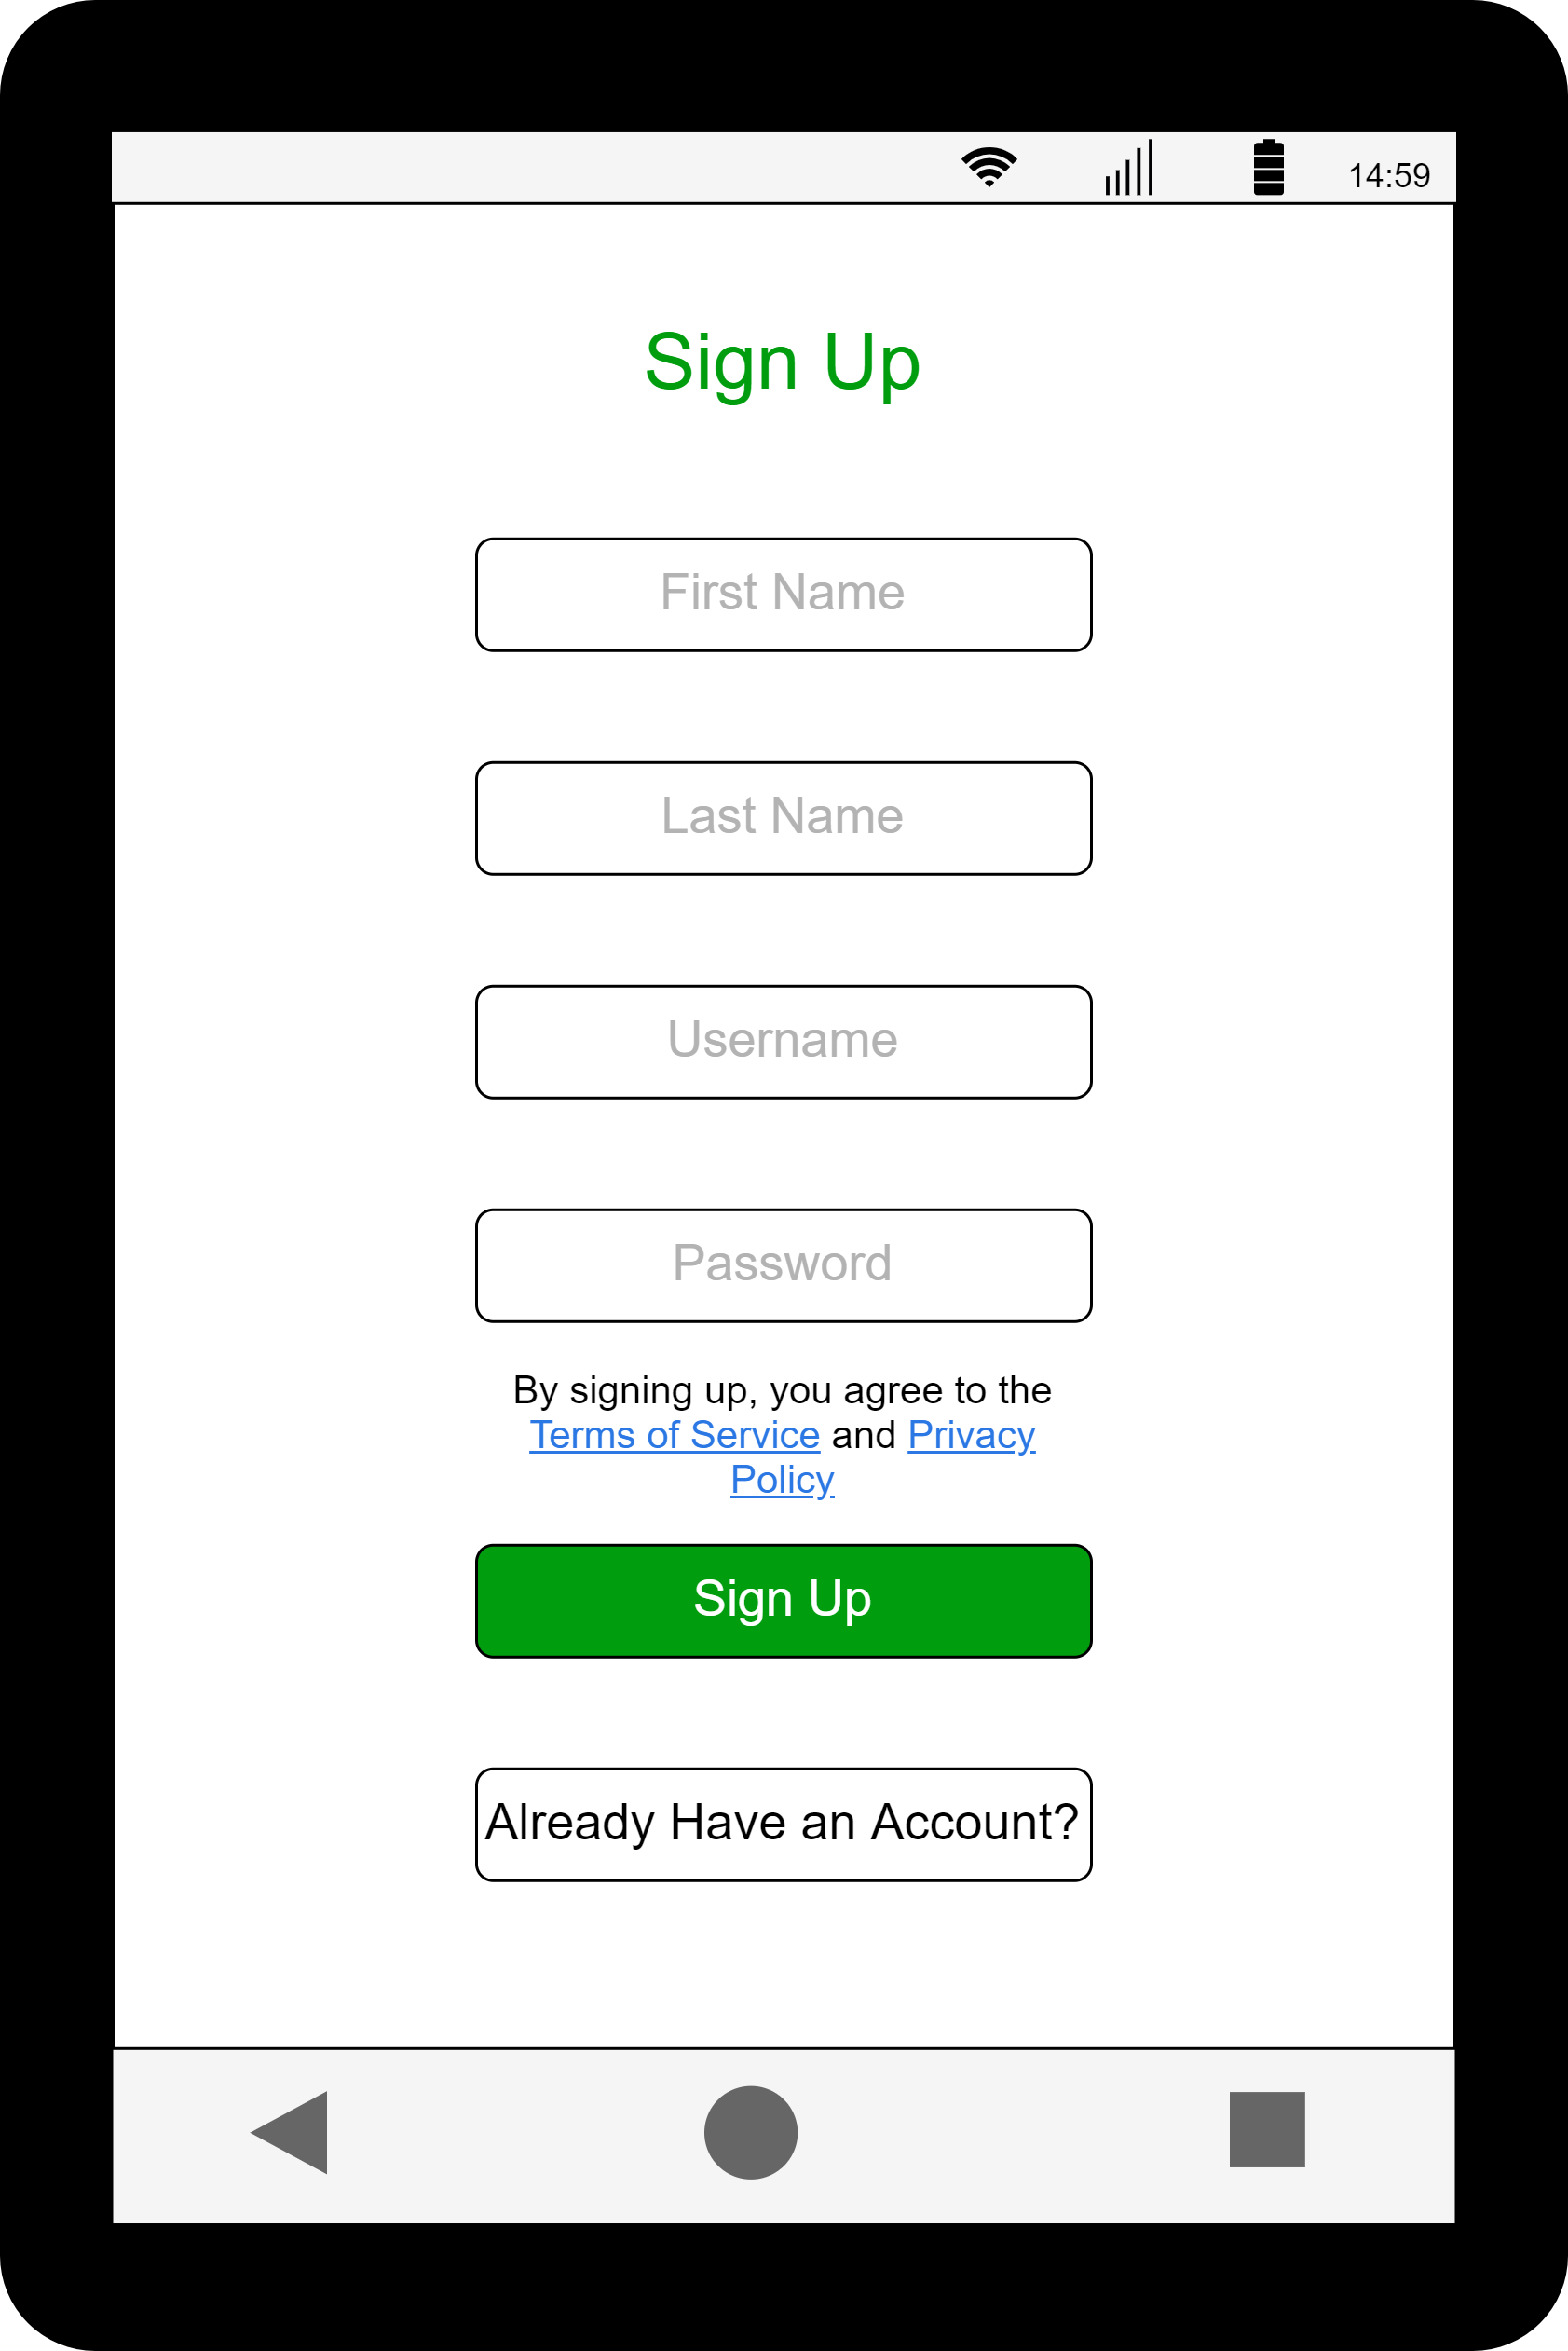 14:59
Sign Up
First Name
Last Name
Username
Password
By signing up, you agree to the
Terms of Service and Privacy
Policy
Sign Up
Already Have an Account?